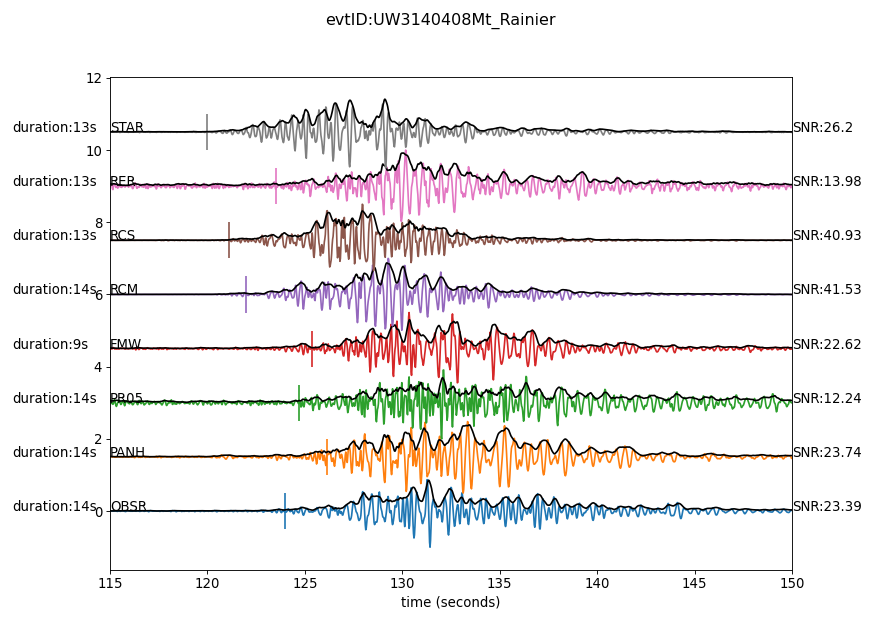 evtID:UW3140408Mt_Rainier
12
duration:13s STAR SNR:26.2
10
duration:13s RER SNR:13.98
8
duration:13s RCS SNR:40.93
duration:14s RCM SNR:41.53
6
duration:9s EMW SNR:22.62
4
duration:14s PR05 SNR:12.24
2
duration:14s PANH SNR:23.74
duration:14s OBSR SNR:23.39
0
115 120 125 130 135 140 145 150
time (seconds)